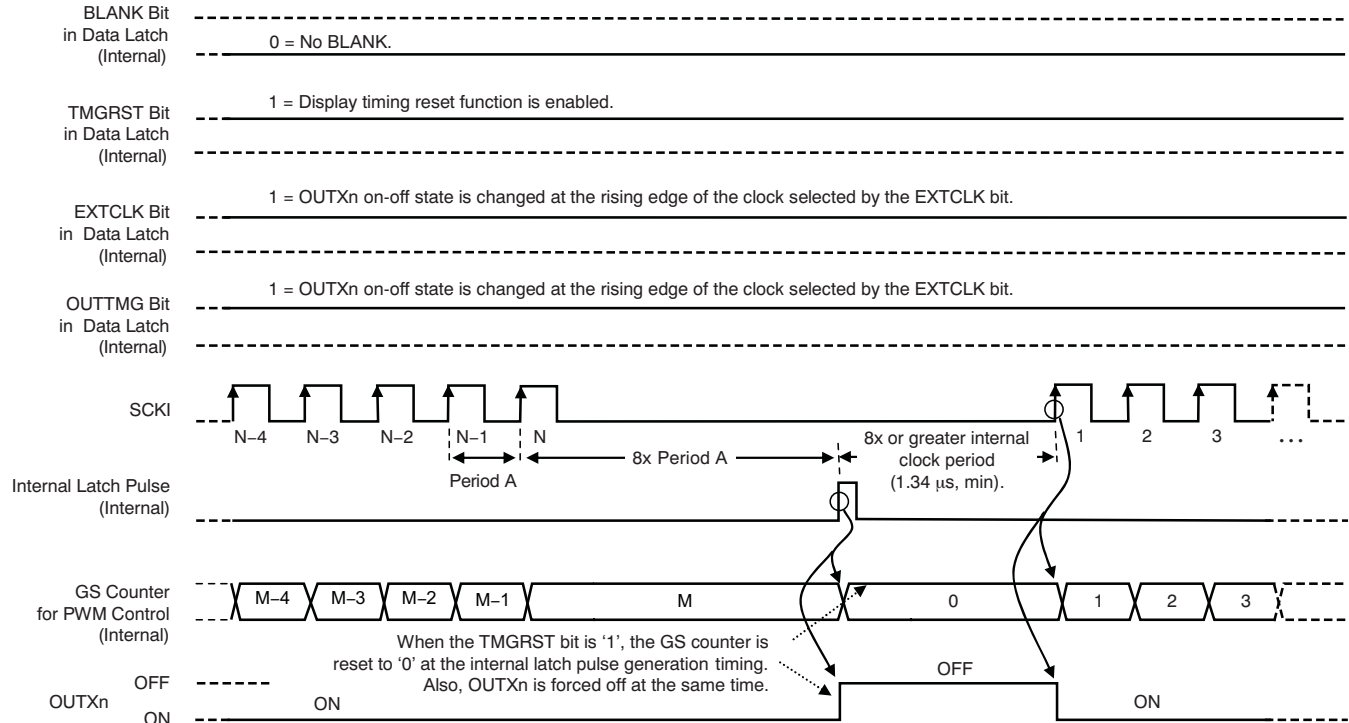 BLANK Bit
in Data Latch
(Internal)
0 = No BLANK.
TMGRST Bit
in Data Latch
(Internal)
1 = Display timing reset function is enabled.
EXTCLK Bit
in Data Latch
(Internal)
1 = OUTXn on-off state is changed at the rising edge of the clock selected by the EXTCLK bit.
OUTTMG Bit
in Data Latch
(Internal)
1 = OUTXn on-off state is changed at the rising edge of the clock selected by the EXTCLK bit.
SCKI
N−4 N−3 N−2 N−1 N 1 2 3 ...
Period A
8x Period A
8x or greater internal
clock period
(1.34 μs, min).
Internal Latch Pulse
(Internal)
GS Counter
for PWM Control
(Internal)
M−4 M−3 M−2 M−1 M 0 1 2 3
When the TMGRST bit is ‘1’, the GS counter is
reset to ‘0’ at the internal latch pulse generation timing.
Also, OUTXn is forced off at the same time.
OUTXn
OFF
ON
ON
OFF
ON